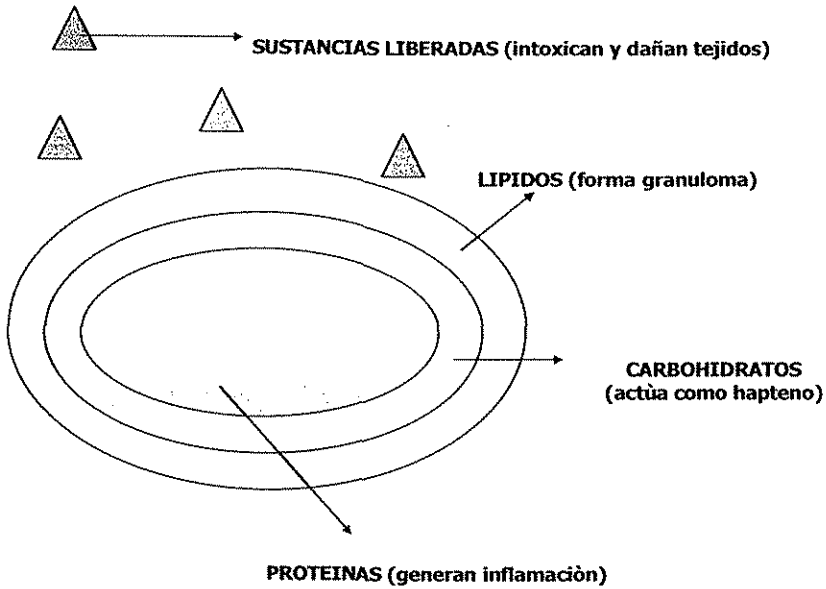 SUSTANCIAS LIBERADAS (intoxican y dañan tejidos)
LIPIDOS (forma granuloma)
CARBOHIDRATOS
(actùa como hapteno)
PROTEINAS (generan inflamaciòn)